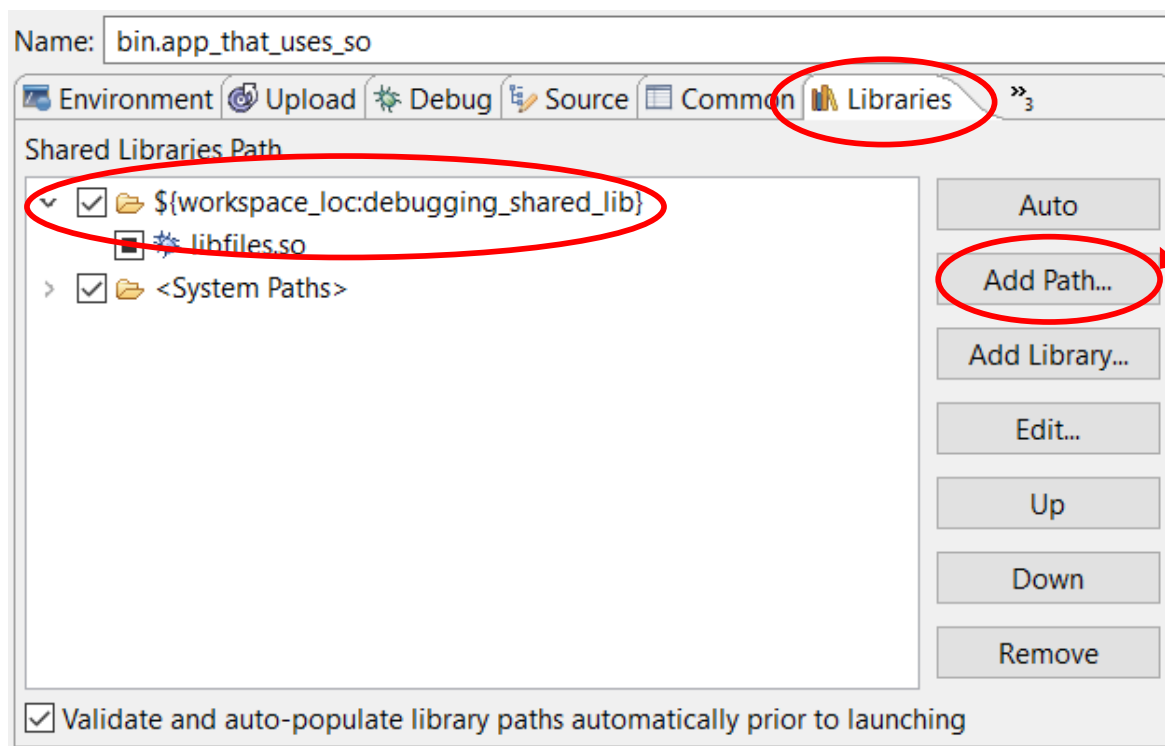 Name: bin.app_that_uses_so
Environment Upload Debug Source Common Libraries »3
Shared Libraries Path
${workspace_loc:debugging_shared_lib} Auto
libfiles.so
<System Paths> Add Path...
Add Library...
Edit...
Up
Down
Remove
Validate and auto-populate library paths automatically prior to launching